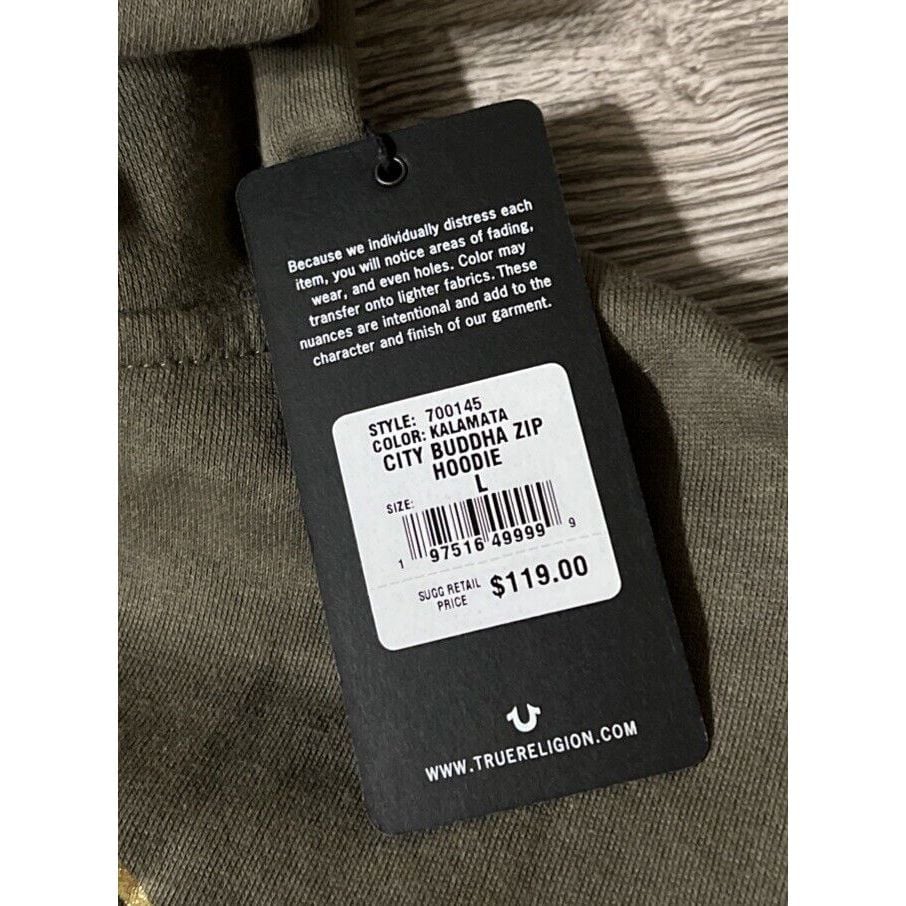 Because we individually distress each
item, you will notice areas of fading,
wear, and even holes. Color may
transfer onto lighter fabrics. These
nuances are intentional and add to the
character and finish of our garment.
STYLE: 700145
COLOR: KALAMATA
CITY BUDDHA ZIP
HOODIE
SIZE: L
1 97516 49999 9
SUGG RETAIL
PRICE $119.00
WWW.TRUERELIGION.COM